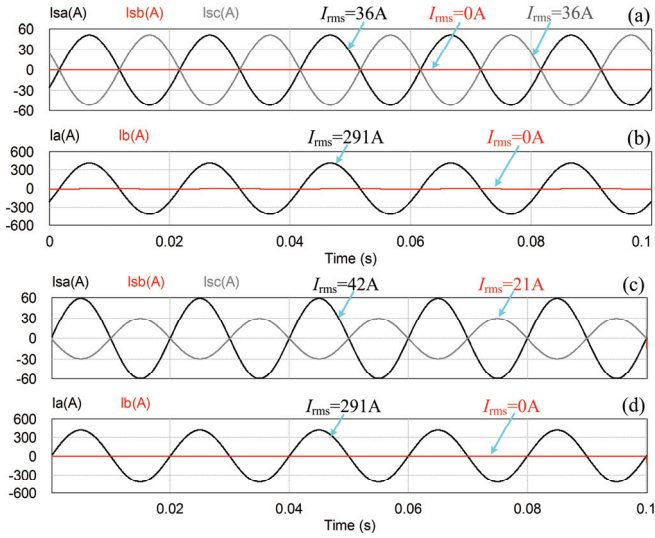 Isa(A) Isb(A) Isc(A) Irms=36A Irms=0A Irms=36A (a)
60
30
0
-30
-60
Ia(A) Ib(A) Irms=291A Irms=0A (b)
600
300
0
-300
-600
0 0.02 0.04 0.06 0.08 0.1
Time (s)
Isa(A) Isb(A) Isc(A) Irms=42A Irms=21A (c)
60
30
0
-30
-60
Ia(A) Ib(A) Irms=291A Irms=0A (d)
600
300
0
-300
-600
0.02 0.04 0.06 0.08 0.1
Time (s)